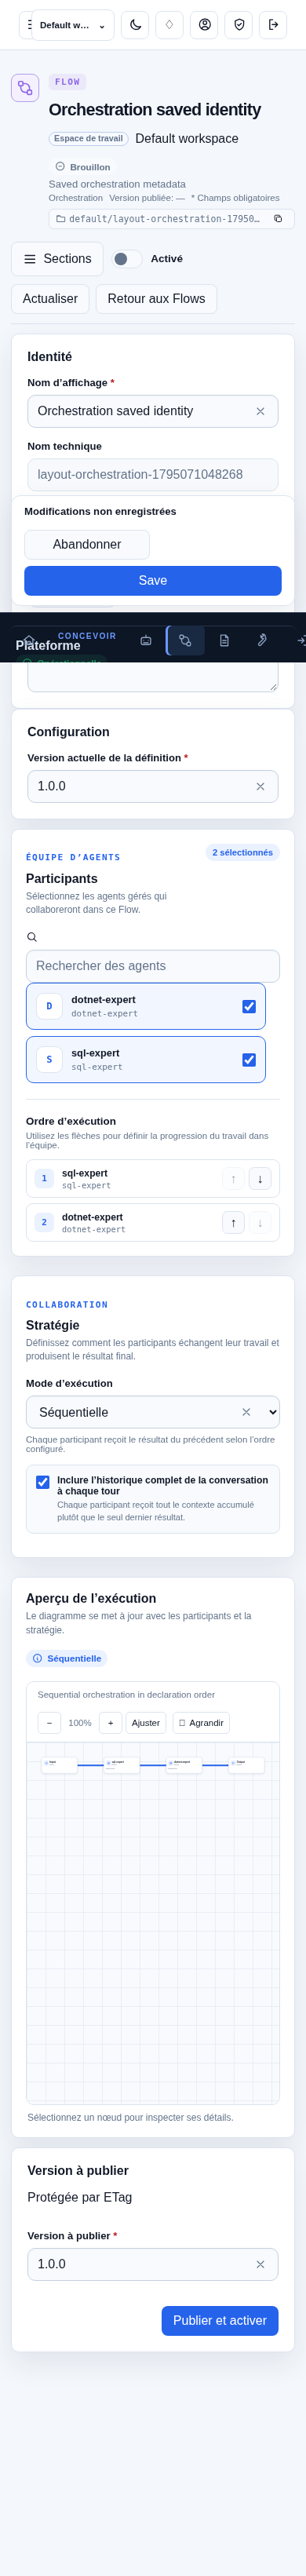 Default w... ⌄
FLOW
Orchestration saved identity
Espace de travail Default workspace
Brouillon
Saved orchestration metadata
Orchestration Version publiée: — * Champs obligatoires
default/layout-orchestration-17950…
Sections Activé
Actualiser Retour aux Flows
Identité
Nom d’affichage *
Orchestration saved identity
Nom technique
layout-orchestration-1795071048268
Modifications non enregistrées
Abandonner
Save
CONCEVOIR
Plateforme
Opérationnelle
Configuration
Version actuelle de la définition *
1.0.0
ÉQUIPE D’AGENTS 2 sélectionnés
Participants
Sélectionnez les agents gérés qui
collaboreront dans ce Flow.
Rechercher des agents
D dotnet-expert
dotnet-expert
S sql-expert
sql-expert
Ordre d’exécution
Utilisez les flèches pour définir la progression du travail dans
l’équipe.
1 sql-expert ↑ ↓
sql-expert
2 dotnet-expert ↑ ↓
dotnet-expert
COLLABORATION
Stratégie
Définissez comment les participants échangent leur travail et
produisent le résultat final.
Mode d’exécution
Séquentielle
Chaque participant reçoit le résultat du précédent selon l’ordre
configuré.
Inclure l’historique complet de la conversation
à chaque tour
Chaque participant reçoit tout le contexte accumulé
plutôt que le seul dernier résultat.
Aperçu de l’exécution
Le diagramme se met à jour avec les participants et la
stratégie.
Séquentielle
Sequential orchestration in declaration order
− 100% + Ajuster Agrandir
Sélectionnez un nœud pour inspecter ses détails.
Version à publier
Protégée par ETag
Version à publier *
1.0.0
Publier et activer